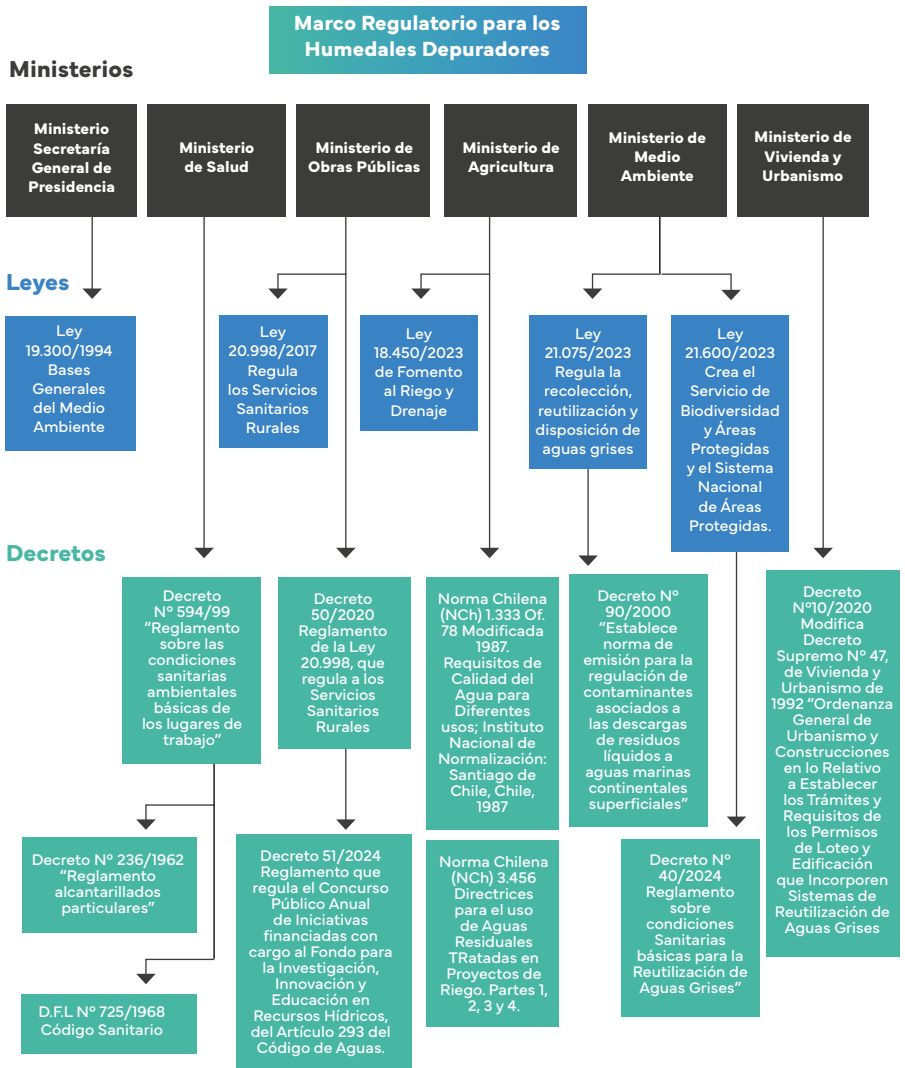 Marco Regulatorio para los
Humedales Depuradores
Ministerios
Ministerio
Secretaría
General de
Presidencia
Ministerio
de Salud
Ministerio de
Obras Públicas
Ministerio de
Agricultura
Ministerio de
Medio
Ambiente
Ministerio de
Vivienda y
Urbanismo
Leyes
Ley
19.300/1994
Bases
Generales
del Medio
Ambiente
Ley
20.998/2017
Regula
los Servicios
Sanitarios
Rurales
Ley
18.450/2023
de Fomento
al Riego y
Drenaje
Ley
21.075/2023
Regula la
recolección,
reutilización y
disposición de
aguas grises
Ley
21.600/2023
Crea el
Servicio de
Biodiversidad
y Áreas
Protegidas
y el Sistema
Nacional
de Áreas
Protegidas.
Decretos
Decreto
Nº 594/99
“Reglamento
sobre las
condiciones
sanitarias
ambientales
básicas de
los lugares de
trabajo”
Decreto
50/2020
Reglamento
de la Ley
20.998, que
regula a los
Servicios
Sanitarios
Rurales
Norma Chilena
(NCh) 1.333 Of.
78 Modificada
1987.
Requisitos de
Calidad del
Agua para
Diferentes
usos; Instituto
Nacional de
Normalización:
Santiago de
Chile, Chile,
1987
Decreto Nº
90/2000
“Establece
norma de
emisión para la
regulación de
contaminantes
asociados a
las descargas
de residuos
líquidos a
aguas marinas
continentales
superficiales”
Decreto
Nº10/2020
Modifica
Decreto
Supremo Nº 47,
de Vivienda y
Urbanismo de
1992 “Ordenanza
General de
Urbanismo y
Construcciones
en lo Relativo
a Establecer
los Trámites y
Requisitos de
los Permisos
de Loteo y
Edificación
que Incorporen
Sistemas de
Reutilización de
Aguas Grises
Decreto Nº 236/1962
“Reglamento
alcantarillados
particulares”
Decreto 51/2024
Reglamento que
regula el Concurso
Público Anual
de Iniciativas
financiadas con
cargo al Fondo para
la Investigación,
Innovación y
Educación en
Recursos Hídricos,
del Artículo 293 del
Código de Aguas.
Norma Chilena
(NCh) 3.456
Directrices
para el uso
de Aguas
Residuales
TRatadas en
Proyectos de
Riego. Partes 1,
2, 3 y 4.
Decreto Nº
40/2024
Reglamento
sobre
condiciones
Sanitarias
básicas para la
Reutilización de
Aguas Grises”
D.F.L Nº 725/1968
Código Sanitario